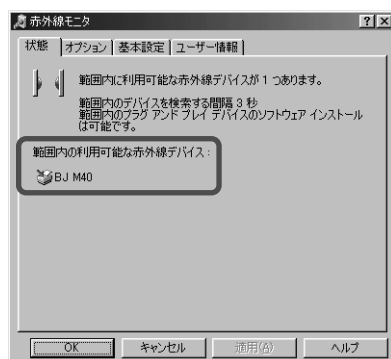 赤外線モニタ
状態 オプション 基本設定 ユーザー情報
範囲内に利用可能な赤外線デバイスが 1 つあります。
範囲内のデバイスを検索する間隔 3 秒
範囲内のプラグ アンド プレイ デバイスのソフトウェア インストール
は可能です。
範囲内の利用可能な赤外線デバイス:
BJ M40
OK キャンセル 適用(A) ヘルプ